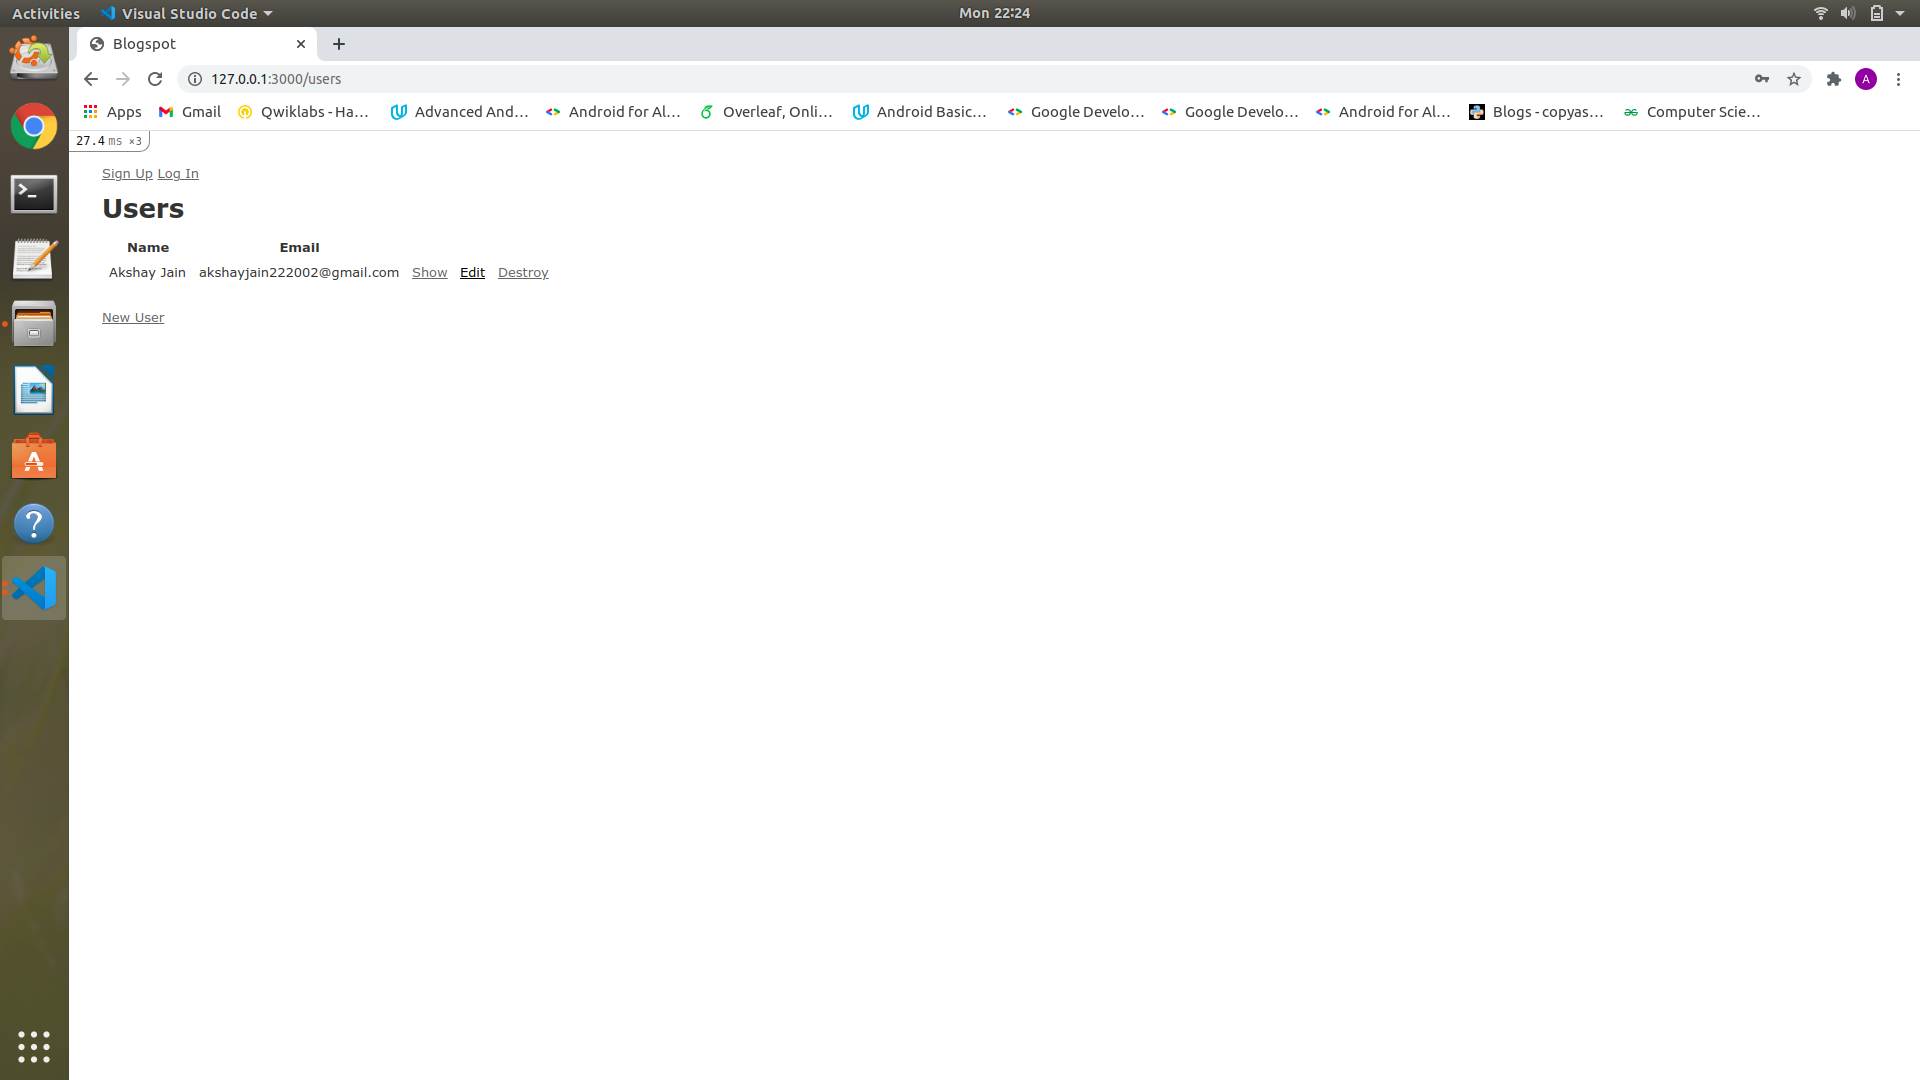 Activities Visual Studio Code Mon 22:24
Blogspot
127.0.0.1:3000/users A
Apps Gmail Qwiklabs - Ha... Advanced And... Android for Al... Overleaf, Onli... Android Basic... Google Develo... Google Develo... Android for Al... Blogs - copyas... Computer Scie...
27.4 ms ×3
Sign Up Log In
Users
Name Email
Akshay Jain akshayjain222002@gmail.com Show Edit Destroy
New User